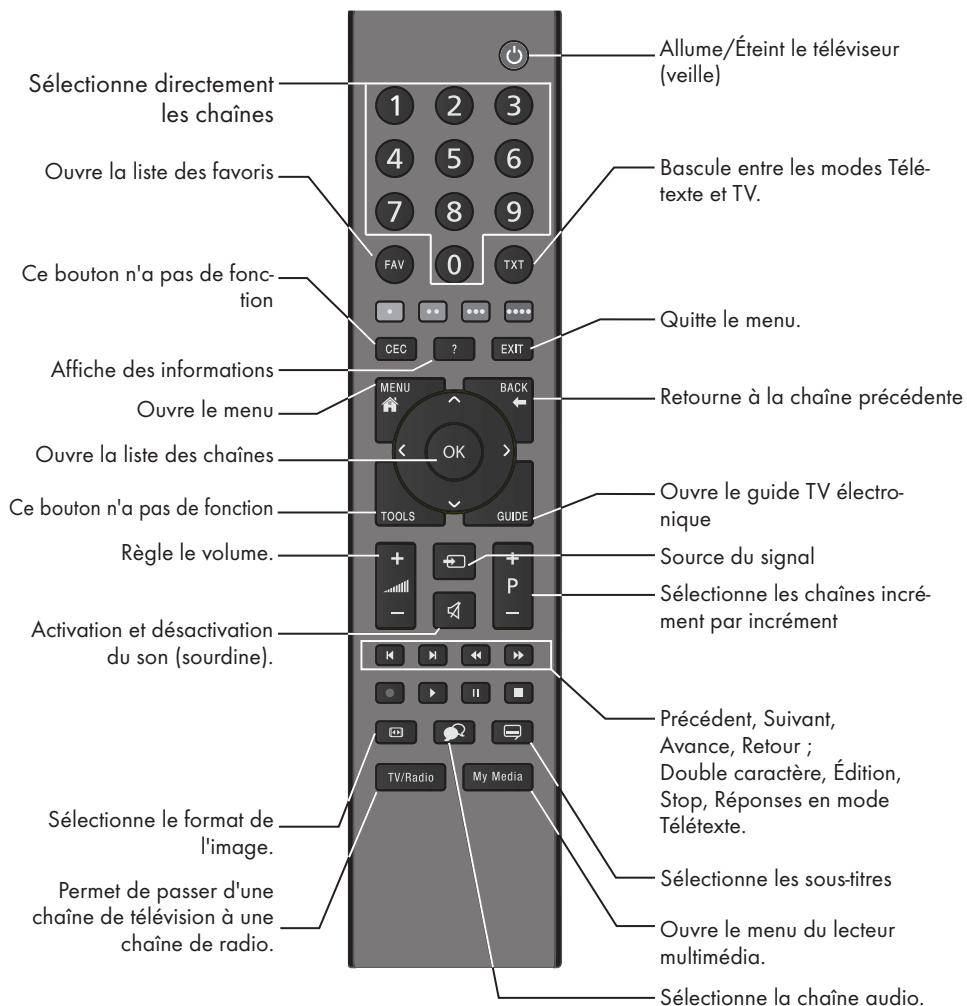 Allume/Éteint le téléviseur
(veille)
Sélectionne directement
les chaînes
1 2 3
4 5 6
7 8 9
0
Ouvre la liste des favoris
Bascule entre les modes Télé-
texte et TV.
FAV
TXT
Ce bouton n'a pas de fonc-
tion
Quitte le menu.
CEC
?
EXIT
Affiche des informations
MENU
BACK
Ouvre le menu
Retourne à la chaîne précédente
Ouvre la liste des chaînes
OK
Ce bouton n'a pas de fonction
TOOLS
GUIDE
Ouvre le guide TV électro-
nique
Règle le volume.
Source du signal
+
–
+
P
–
Sélectionne les chaînes incré-
ment par incrément
Activation et désactivation
du son (sourdine).
Précédent, Suivant,
Avance, Retour ;
Double caractère, Édition,
Stop, Réponses en mode
Télétexte.
TV/Radio
My Media
Sélectionne le format de
l'image.
Sélectionne les sous-titres
Permet de passer d'une
chaîne de télévision à une
chaîne de radio.
Ouvre le menu du lecteur
multimédia.
Sélectionne la chaîne audio.